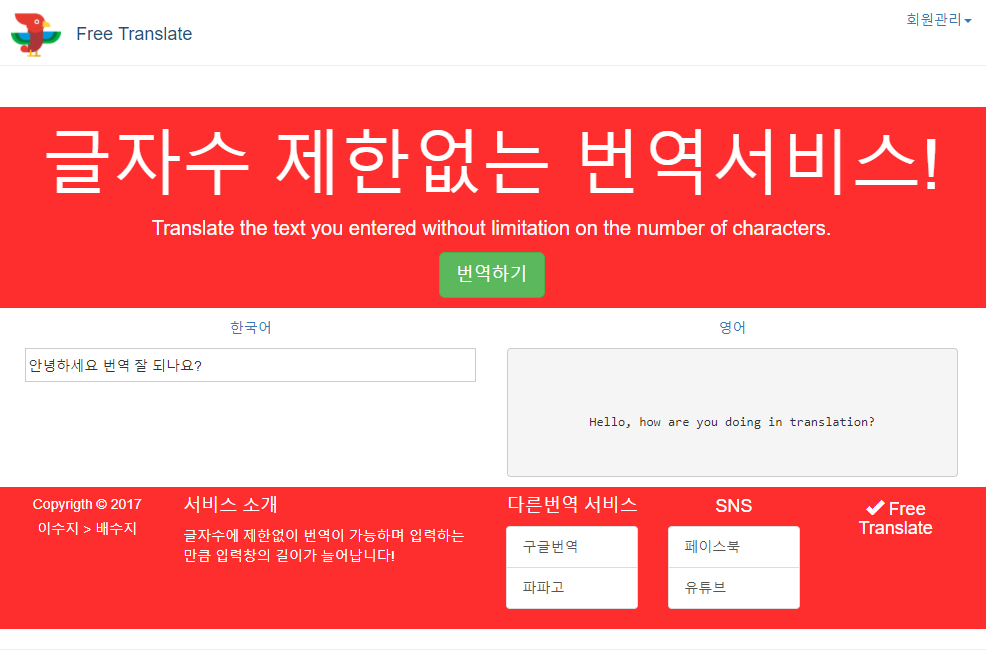 Free Translate
회원관리
글자수 제한없는 번역서비스!
Translate the text you entered without limitation on the number of characters.
번역하기
한국어
영어
안녕하세요 번역 잘 되나요?
Hello, how are you doing in translation?
Copyrigth © 2017
이수지 > 배수지
서비스 소개
글자수에 제한없이 번역이 가능하며 입력하는
만큼 입력창의 길이가 늘어납니다!
다른번역 서비스
구글번역
파파고
SNS
페이스북
유튜브
Free
Translate